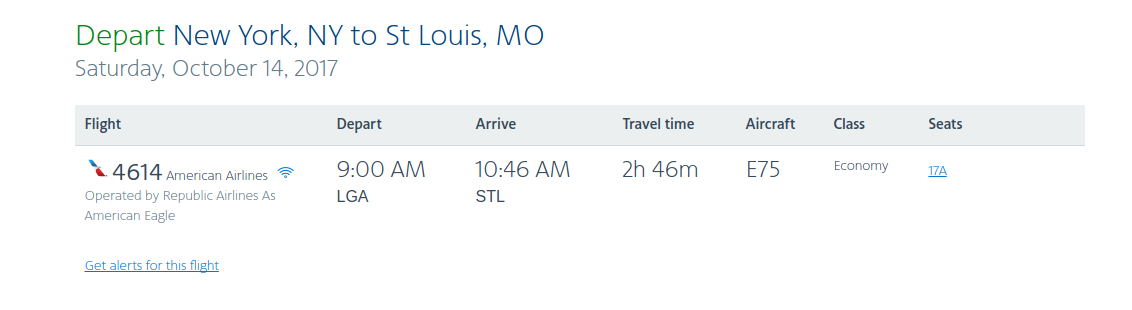 Depart New York, NY to St Louis, MO
Saturday, October 14, 2017
Flight Depart Arrive Travel time Aircraft Class Seats
4614 American Airlines 9:00 AM 10:46 AM 2h 46m E75 Economy 17A
Operated by Republic Airlines As LGA STL
American Eagle
Get alerts for this flight